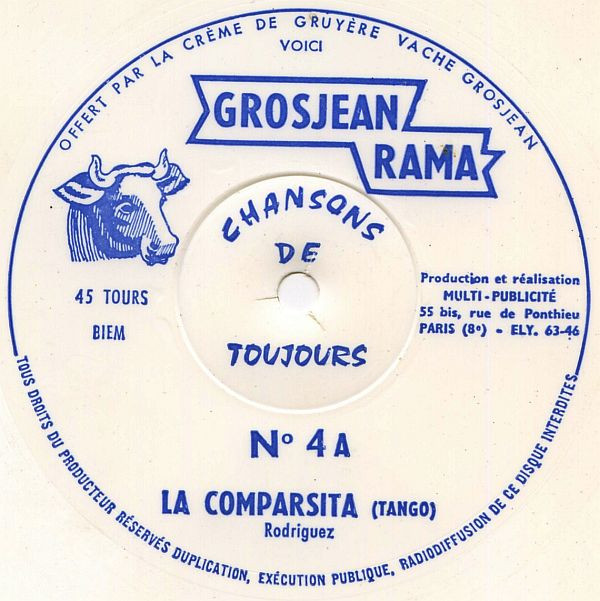 OFFERT PAR LA CRÈME DE GRUYÈRE VACHE GROSJEAN
VOICI
GROSJEAN
RAMA
CHANSONS
DE
TOUJOURS
45 TOURS
BIEM
Production et réalisation
MULTI-PUBLICITÉ
55 bis, rue de Ponthieu
PARIS (8º) - ELY. 63-46
Nº 4 A
LA COMPARSITA (TANGO)
Rodriguez
TOUS DROITS DU PRODUCTEUR RÉSERVÉS DUPLICATION, EXÉCUTION PUBLIQUE, RADIODIFFUSION DE CE DISQUE INTERDITES